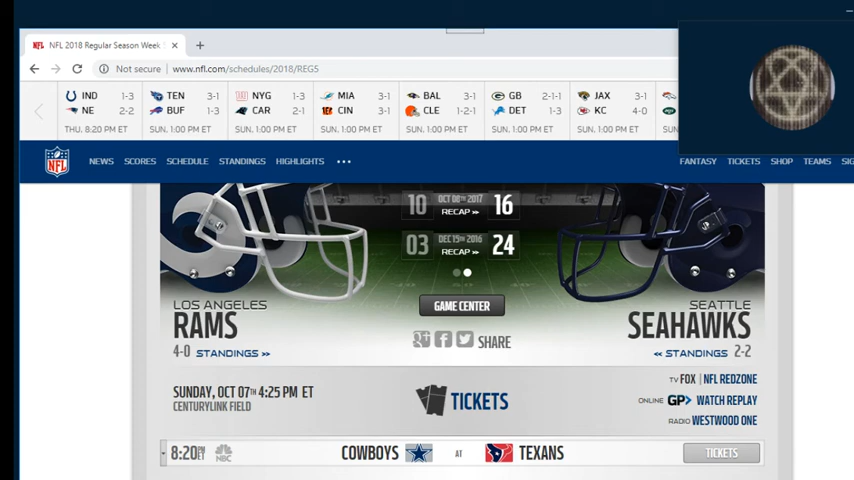 NFL 2018 Regular Season Week
Not secure | www.nfl.com/schedules/2018/REG5
IND 1-3 TEN 3-1 NYG 1-3 MIA 3-1 BAL 3-1 GB 2-1-1 JAX 3-1
NE 2-2 BUF 1-3 CAR 2-1 CIN 3-1 CLE 1-2-1 DET 1-3 KC 4-0
THU. 8:20 PM ET SUN. 1:00 PM ET SUN. 1:00 PM ET SUN. 1:00 PM ET SUN. 1:00 PM ET SUN. 1:00 PM ET SUN. 1:00 PM ET
NFL NEWS SCORES SCHEDULE STANDINGS HIGHLIGHTS ••• FANTASY TICKETS SHOP TEAMS
10 OCT 08TH 2017 16
RECAP >>
03 DEC 15TH 2016 24
RECAP >>
GAME CENTER
LOS ANGELES SEATTLE
RAMS SEAHAWKS
SHARE
4-0 STANDINGS >> << STANDINGS 2-2
SUNDAY, OCT 07TH 4:25 PM ET
CENTURYLINK FIELD
TICKETS
TV FOX | NFL REDZONE
ONLINE GP> WATCH REPLAY
RADIO WESTWOOD ONE
8:20 PM ET NBC COWBOYS AT TEXANS TICKETS